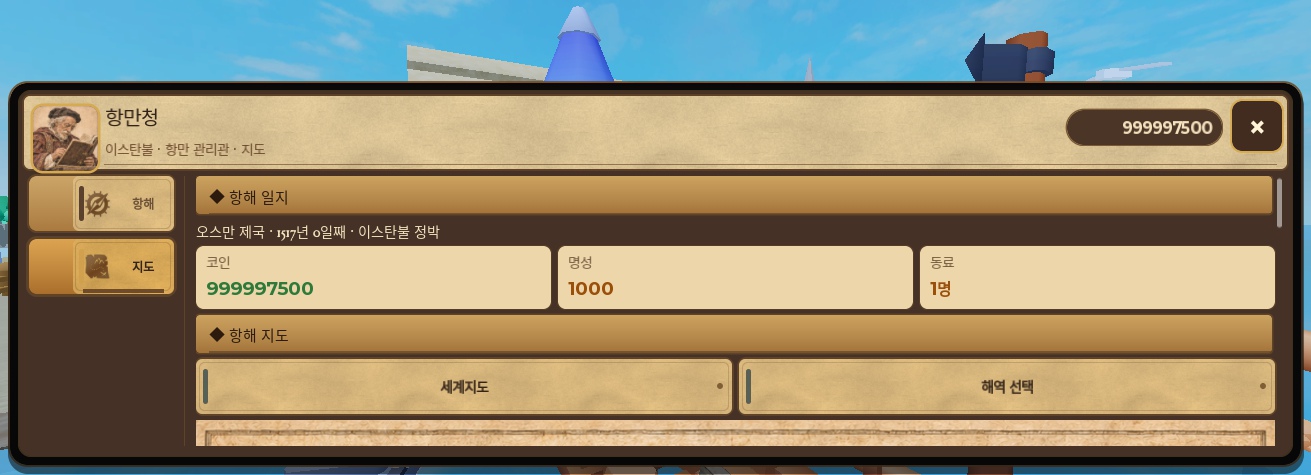 항만청
이스탄불 · 항만 관리관 · 지도
999997500
항해
지도
◆ 항해 일지
오스만 제국 · 1517년 0일째 · 이스탄불 정박
코인
999997500
명성
1000
동료
1명
◆ 항해 지도
세계지도
해역 선택